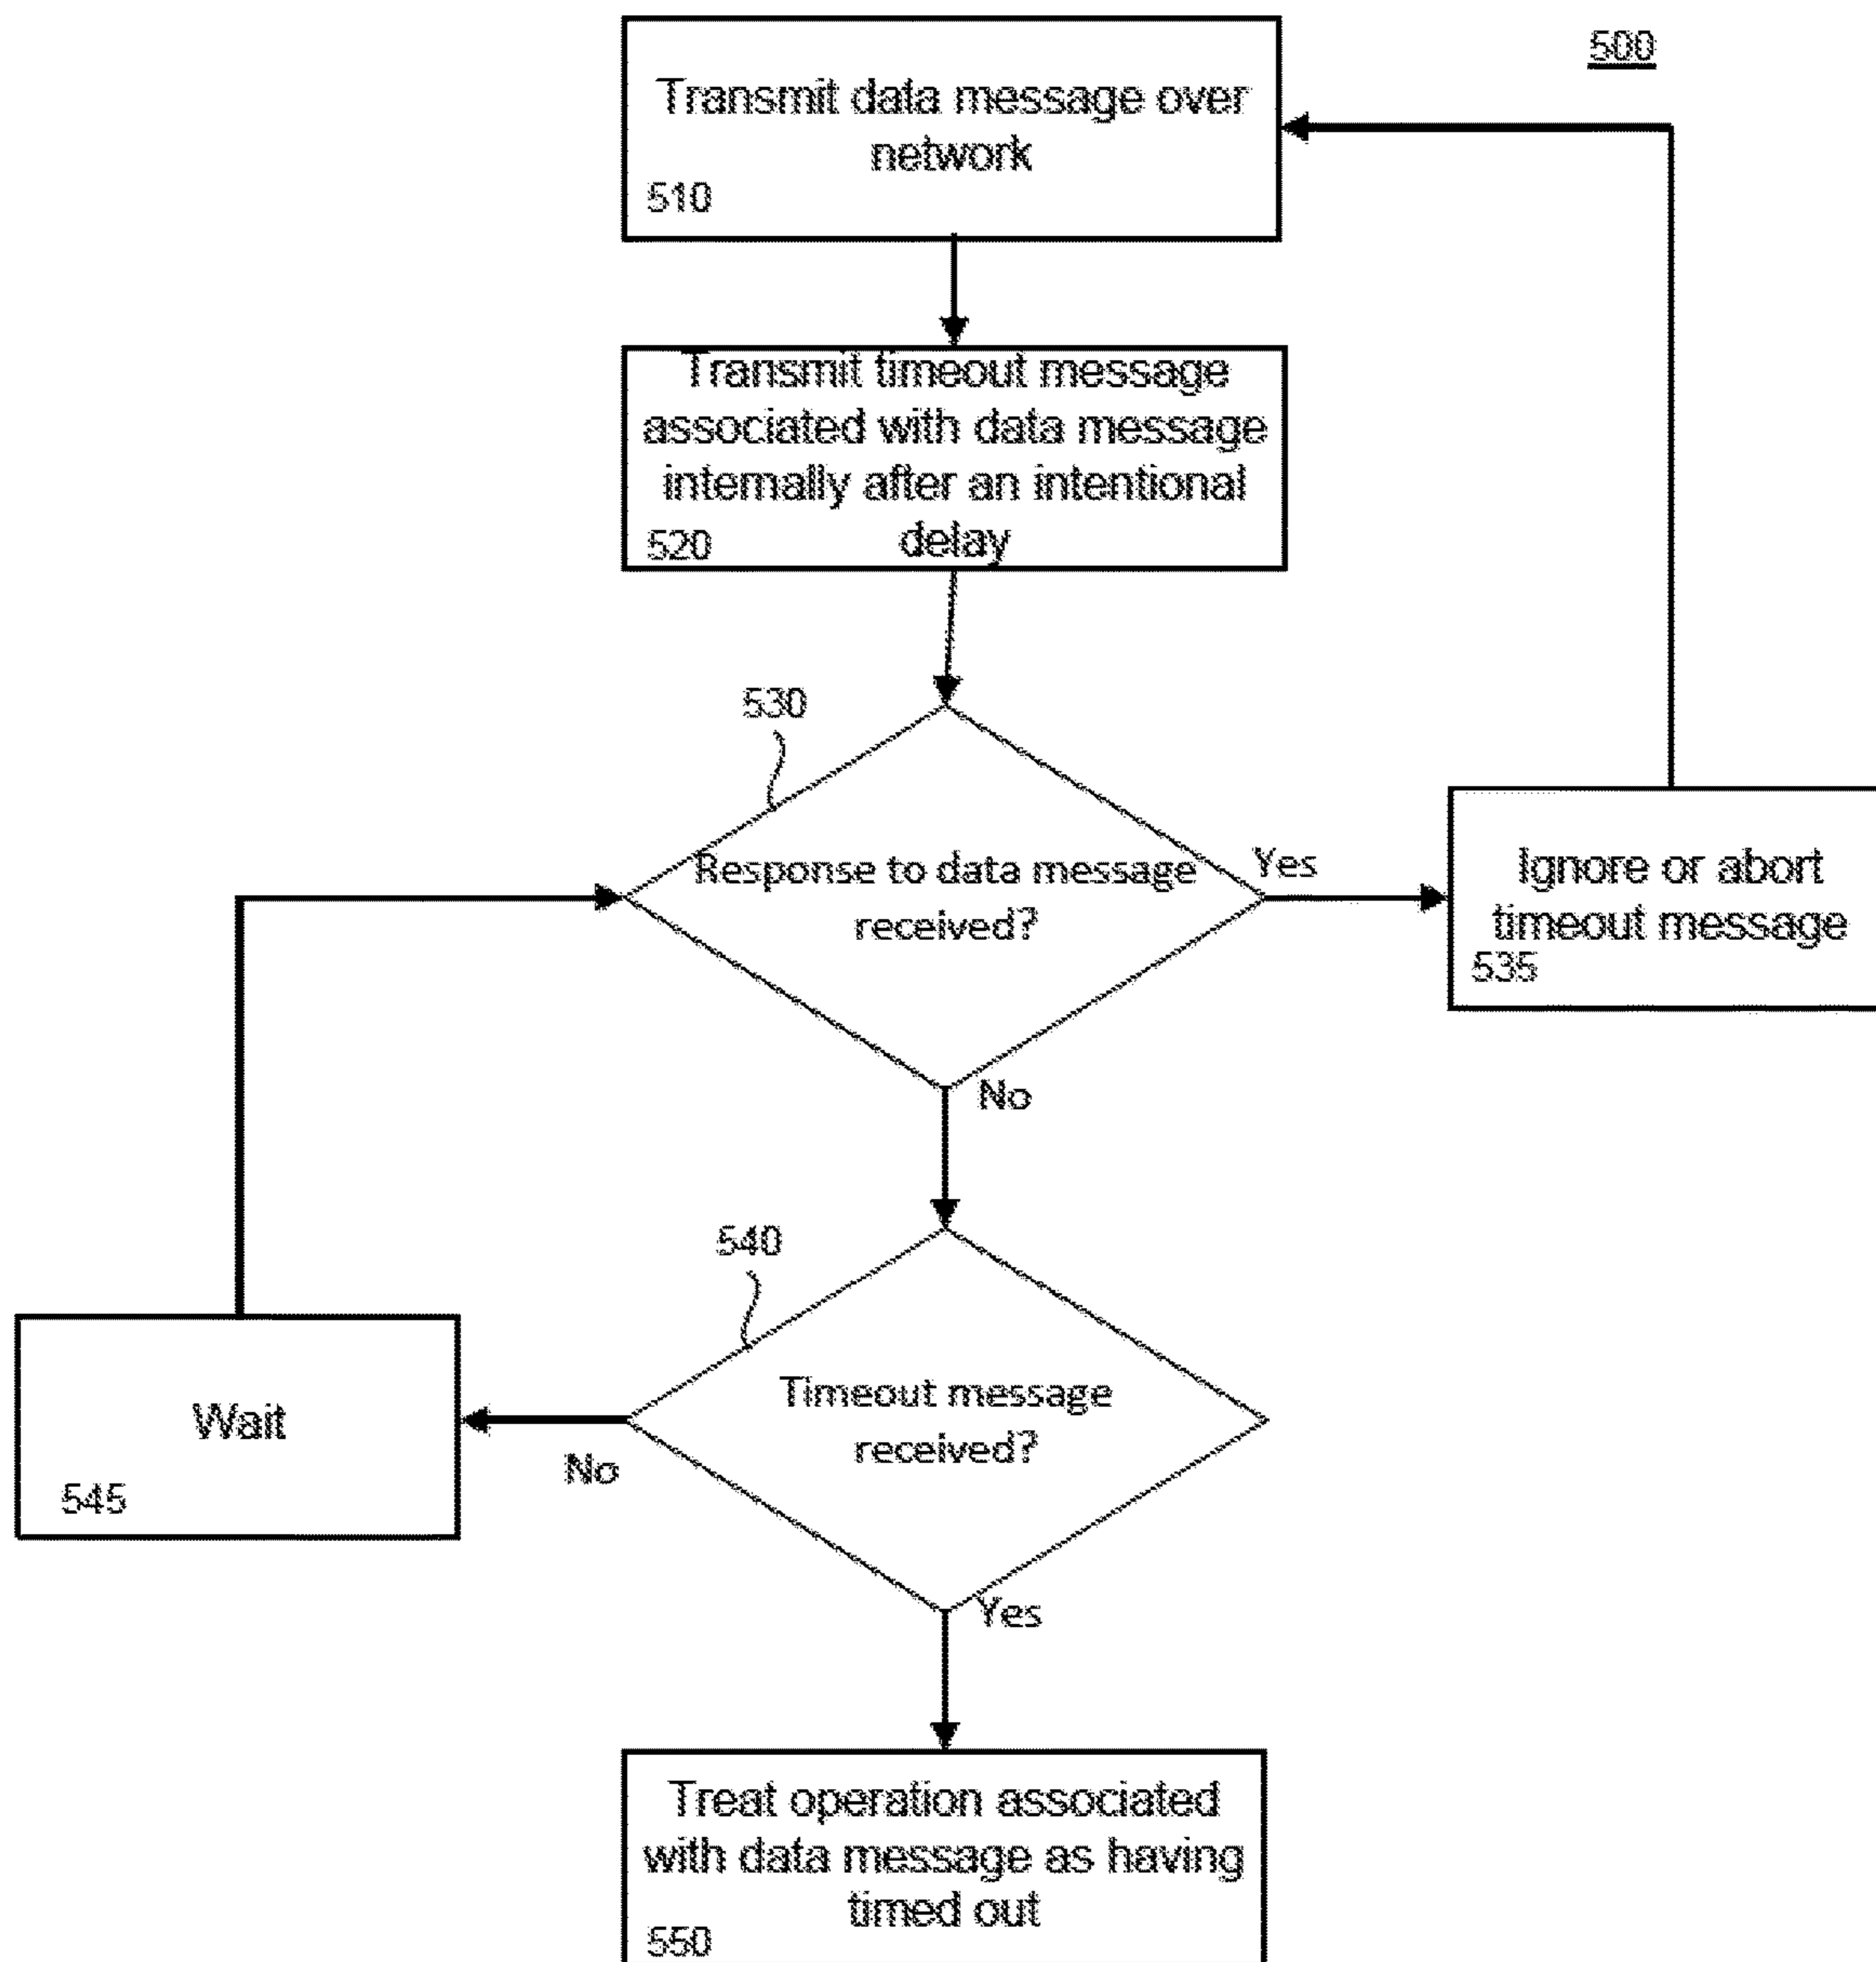 500
Transmit data message over
network
510
Transmit timeout message
associated with data message
internally after an intentional
delay
520
530
Response to data message
received?
Yes
No
Ignore or abort
timeout message
535
540
Timeout message
received?
No
Yes
Wait
545
Treat operation associated
with data message as having
timed out
550